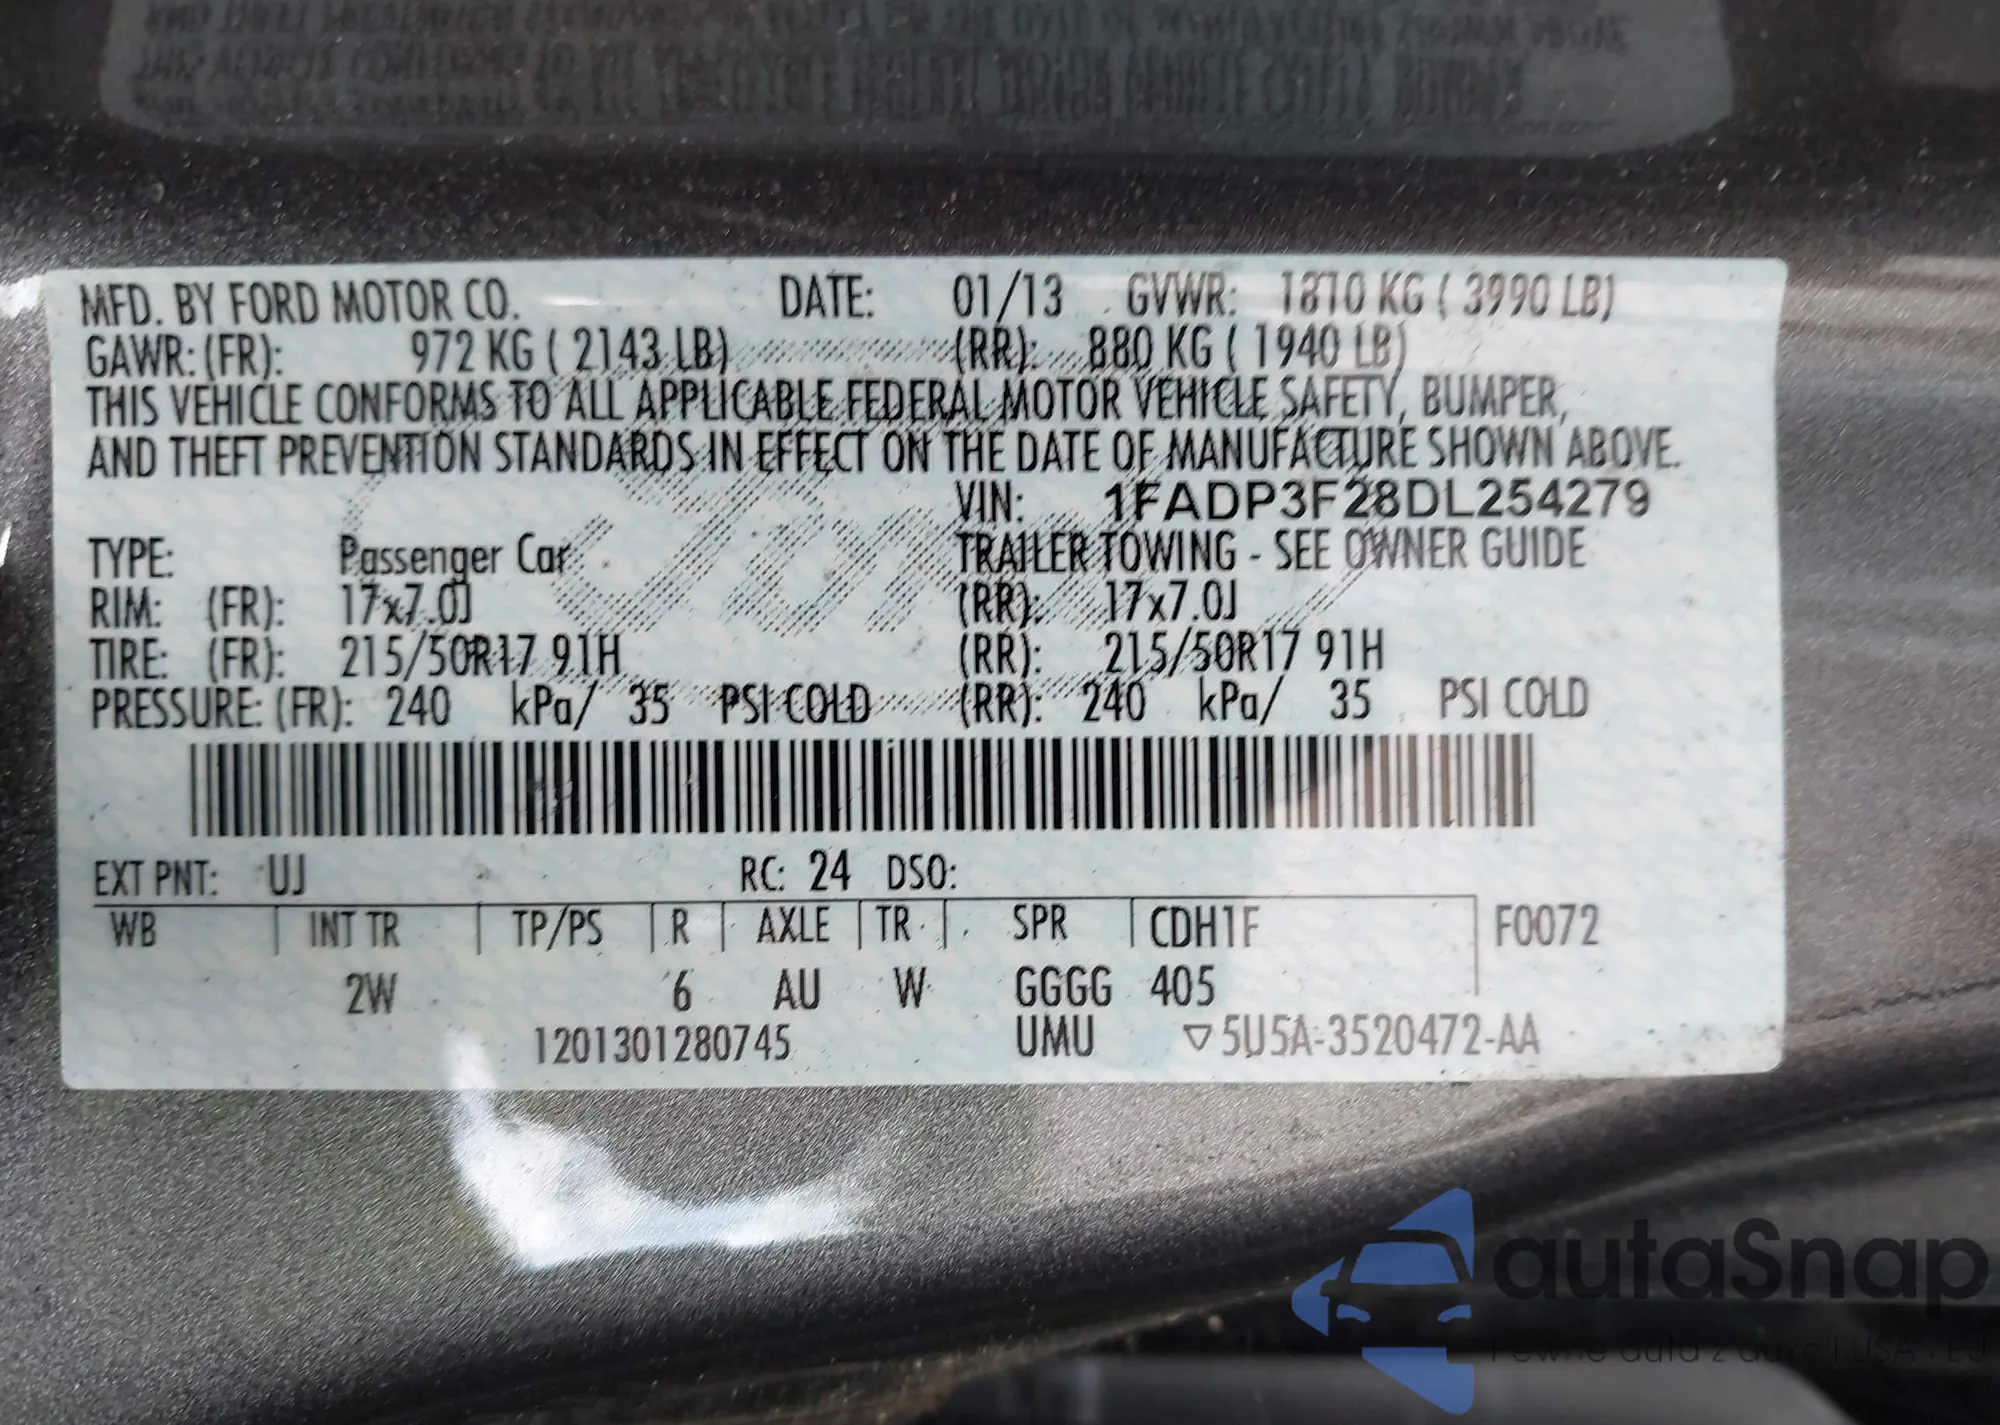 MFD. BY FORD MOTOR CO. DATE: 01/13 GVWR: 1810 KG ( 3990 LB)
GAWR: (FR): 972 KG ( 2143 LB) (RR): 880 KG ( 1940 LB)
THIS VEHICLE CONFORMS TO ALL APPLICABLE FEDERAL MOTOR VEHICLE SAFETY, BUMPER,
AND THEFT PREVENTION STANDARDS IN EFFECT ON THE DATE OF MANUFACTURE SHOWN ABOVE.
VIN: 1FADP3F28DL254279
TYPE: Passenger Car TRAILER TOWING - SEE OWNER GUIDE
RIM: (FR): 17x7.0J (RR): 17x7.0J
TIRE: (FR): 215/50R17 91H (RR): 215/50R17 91H
PRESSURE: (FR): 240 kPa/ 35 PSI COLD (RR): 240 kPa/ 35 PSI COLD
EXT PNT: UJ RC: 24 DSO:
WB INT TR TP/PS R AXLE TR SPR CDH1F F0072
2W 6 AU W GGGG 405
1201301280745 UMU ▽5U5A-3520472-AA
autaSnap